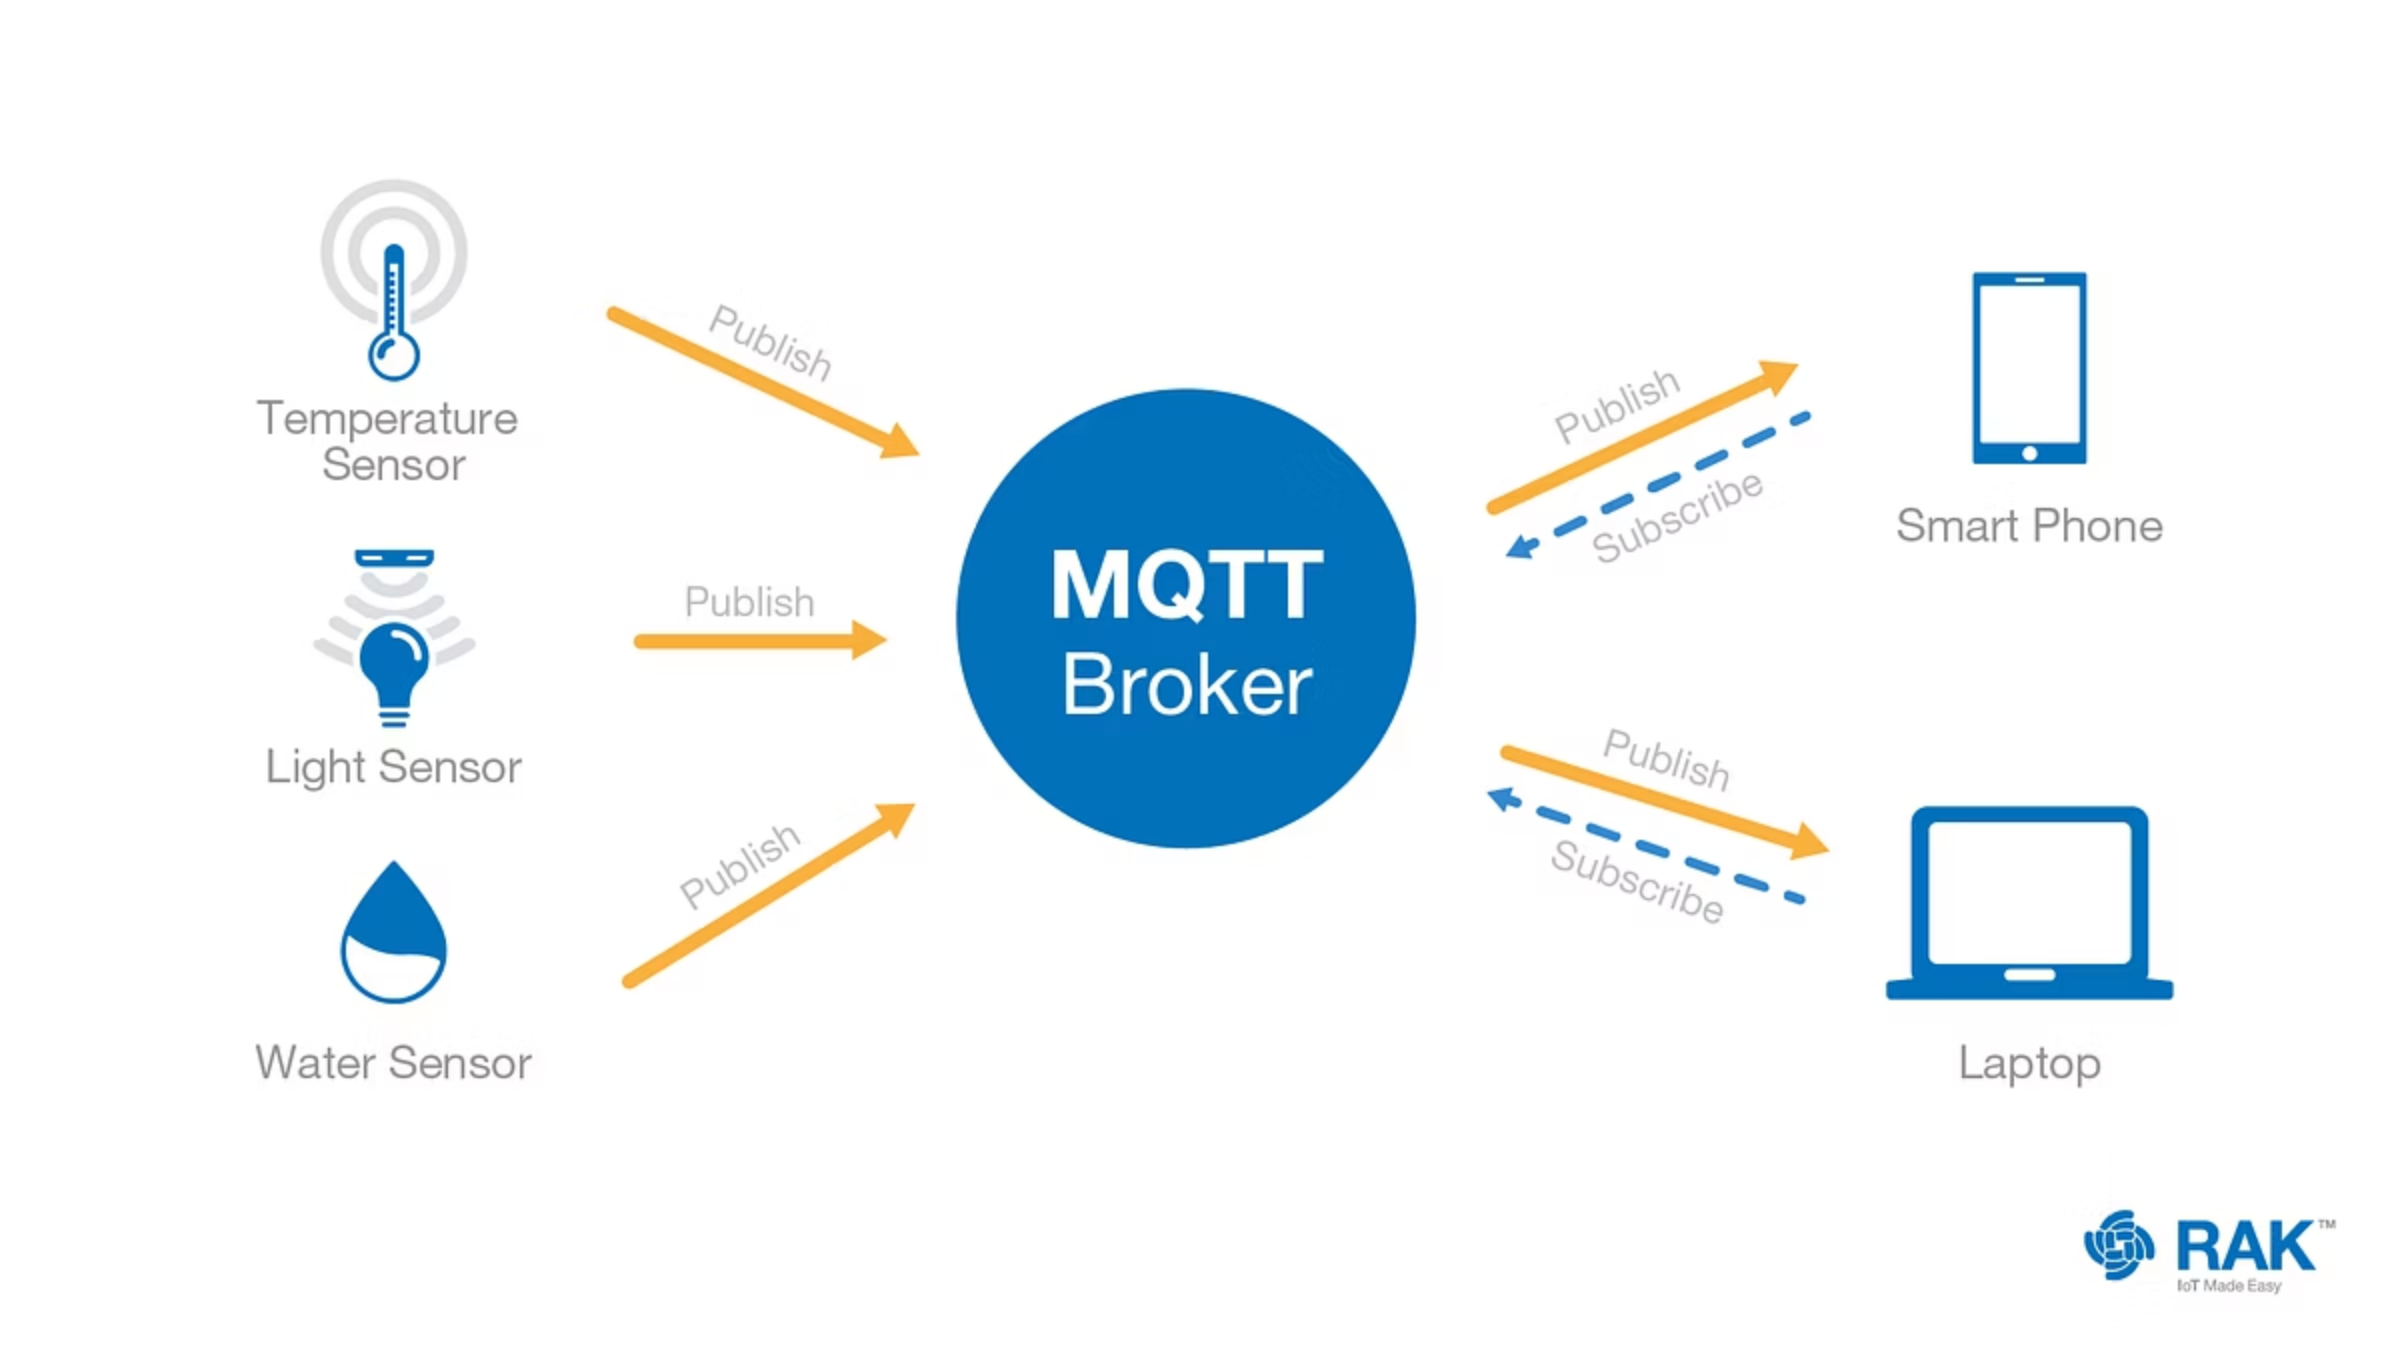 Temperature
Sensor
Publish
Light Sensor
Publish
Water Sensor
Publish
MQTT
Broker
Publish
Subscribe
Smart Phone
Publish
Subscribe
Laptop
RAK™
IoT Made Easy